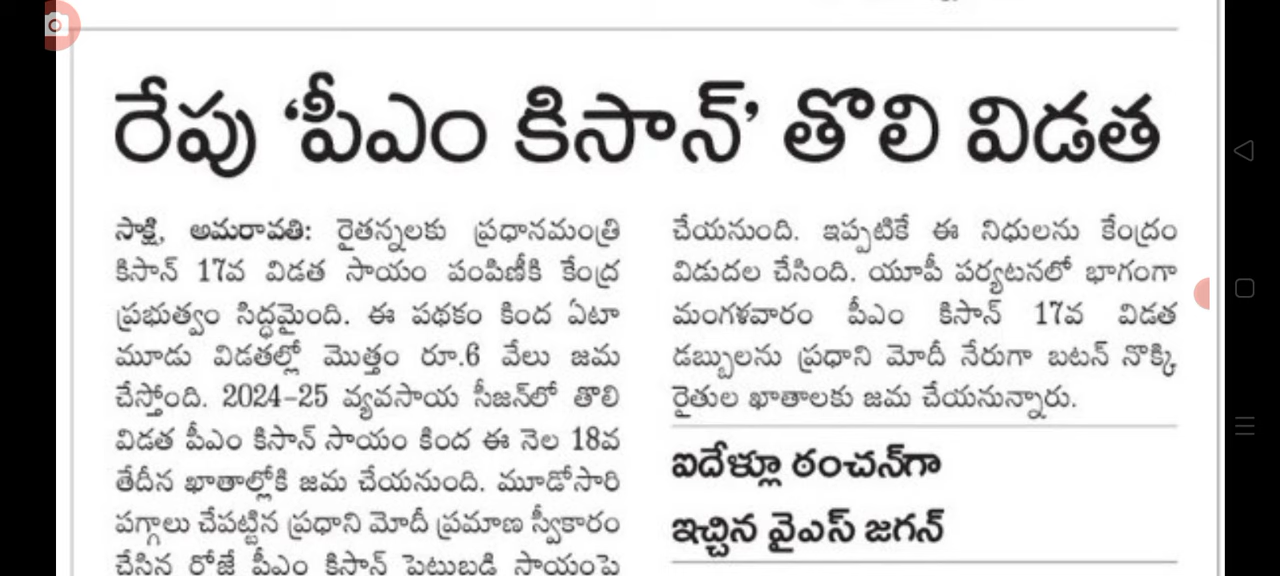 రేపు ‘పీఎం కిసాన్’ తొలి విడత
సాక్షి, అమరావతి: రైతన్నలకు ప్రధానమంత్రి
కిసాన్ 17వ విడత సాయం పంపిణీకి కేంద్ర
ప్రభుత్వం సిద్ధమైంది. ఈ పథకం కింద ఏటా
మూడు విడతల్లో మొత్తం రూ.6 వేలు జమ
చేస్తోంది. 2024-25 వ్యవసాయ సీజన్‌లో తొలి
విడత పీఎం కిసాన్ సాయం కింద ఈ నెల 18వ
తేదీన ఖాతాల్లోకి జమ చేయనుంది. మూడోసారి
పగ్గాలు చేపట్టిన ప్రధాని మోదీ ప్రమాణ స్వీకారం
చేసిన రోజే పీఎం కిసాన్ పెట్టుబడి సాయంపై
చేయనుంది. ఇప్పటికే ఈ నిధులను కేంద్రం
విడుదల చేసింది. యూపీ పర్యటనలో భాగంగా
మంగళవారం పీఎం కిసాన్ 17వ విడత
డబ్బులను ప్రధాని మోదీ నేరుగా బటన్ నొక్కి
రైతుల ఖాతాలకు జమ చేయనున్నారు.
ఐదేళ్లూ ఠంచన్‌గా
ఇచ్చిన వైఎస్ జగన్